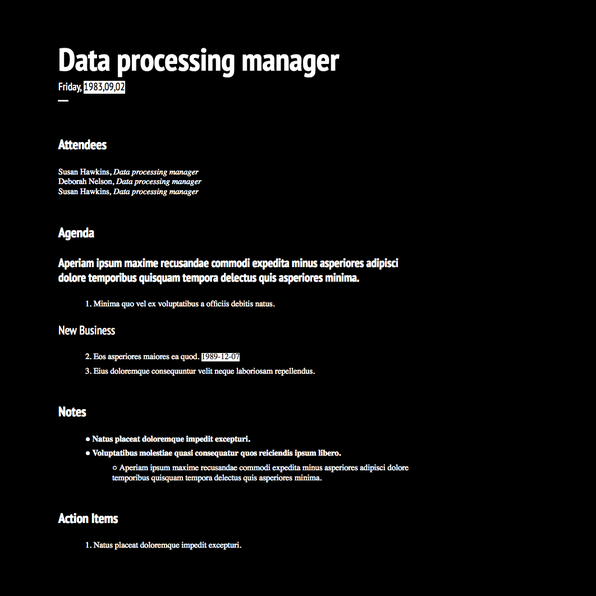 Data processing manager
Friday, 1983,09,02
Attendees
Susan Hawkins, Data processing manager
Deborah Nelson, Data processing manager
Susan Hawkins, Data processing manager
Agenda
Aperiam ipsum maxime recusandae commodi expedita minus asperiores adipisci
dolore temporibus quisquam tempora delectus quis asperiores minima.
1. Minima quo vel ex voluptatibus a officiis debitis natus.
New Business
2. Eos asperiores maiores ea quod. 1989-12-07
3. Eius doloremque consequuntur velit neque laboriosam repellendus.
Notes
● Natus placeat doloremque impedit excepturi.
● Voluptatibus molestiae quasi consequatur quos reiciendis ipsum libero.
○ Aperiam ipsum maxime recusandae commodi expedita minus asperiores adipisci dolore
temporibus quisquam tempora delectus quis asperiores minima.
Action Items
1. Natus placeat doloremque impedit excepturi.